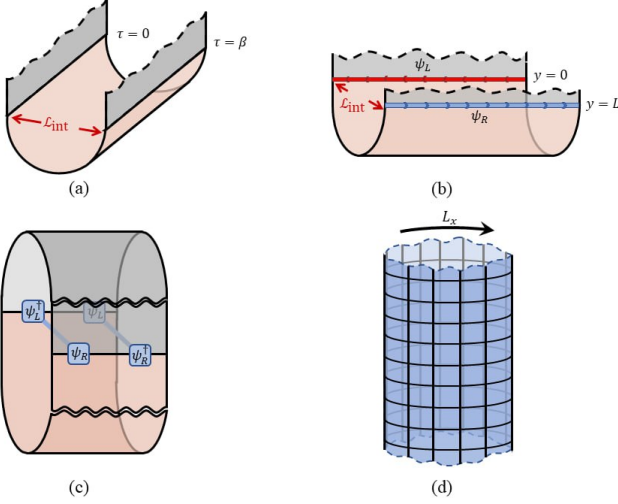 τ = 0
τ = β
ℒint
(a)
ψL
y = 0
ℒint
ψR
y = L
(b)
ψL†
ψL
ψR
ψR†
(c)
Lx
(d)